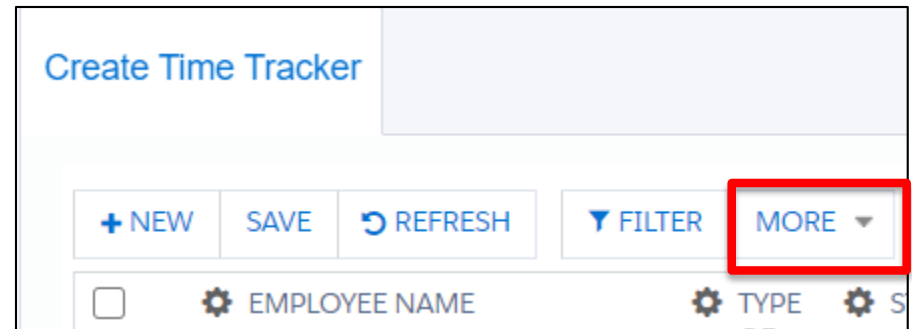 Create Time Tracker
+ NEW SAVE REFRESH FILTER MORE
EMPLOYEE NAME TYPE